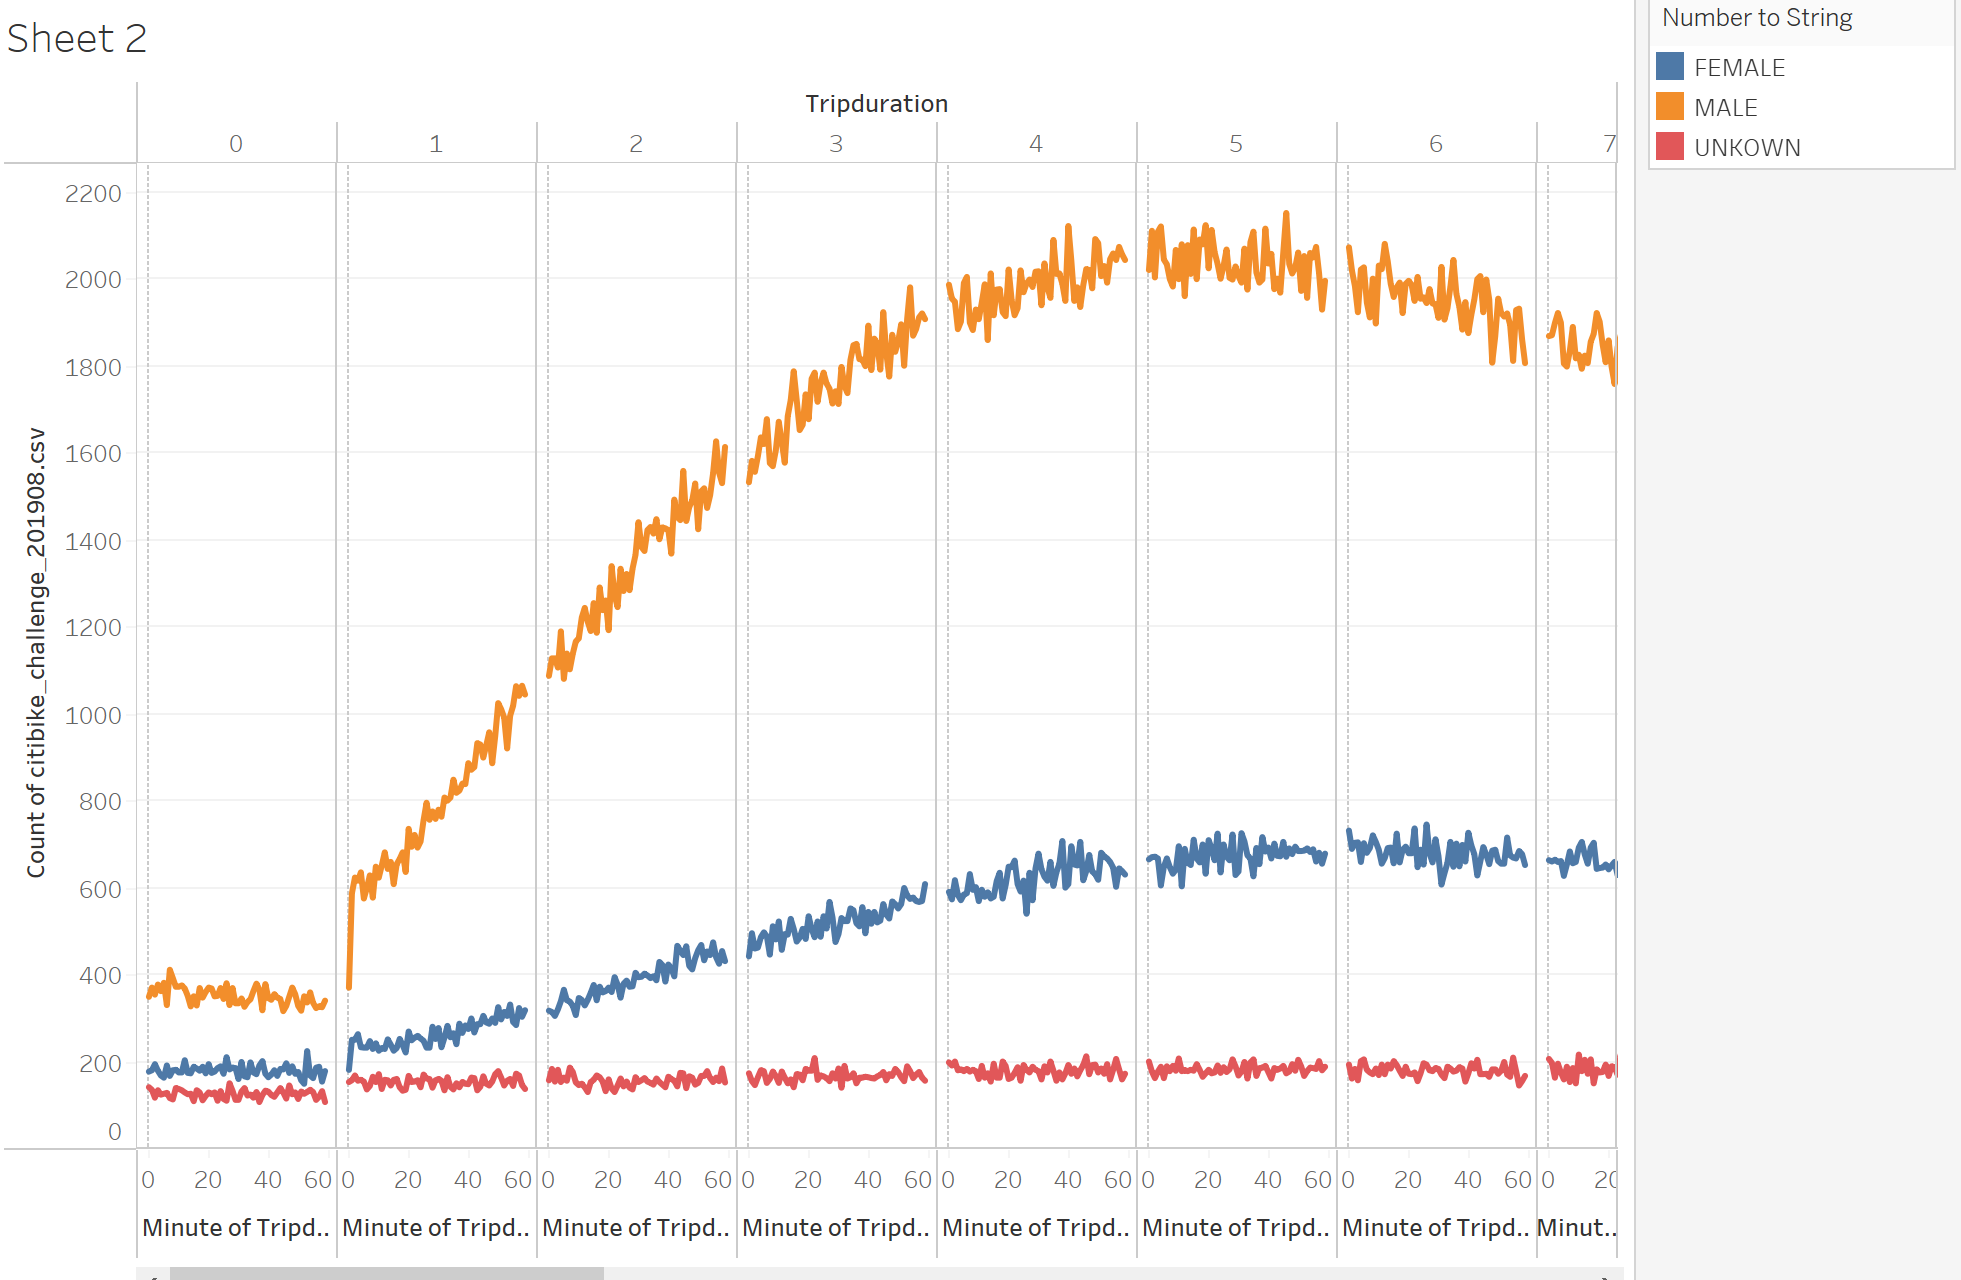 Sheet 2
Number to String
FEMALE
MALE
UNKOWN
Tripduration
0 1 2 3 4 5 6 7
Count of citibike_challenge_201908.csv
2200
2000
1800
1600
1400
1200
1000
800
600
400
200
0
0 20 40 60 0 20 40 60 0 20 40 60 0 20 40 60 0 20 40 60 0 20 40 60 0 20 40 60 0 20
Minute of Tripd.. Minute of Tripd.. Minute of Tripd.. Minute of Tripd.. Minute of Tripd.. Minute of Tripd.. Minute of Tripd.. Minut..